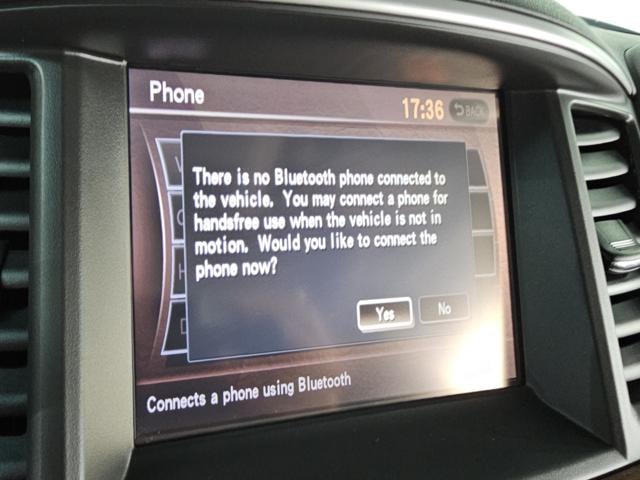 Phone
17:36
BACK
There is no Bluetooth phone connected to
the vehicle. You may connect a phone for
handsfree use when the vehicle is not in
motion. Would you like to connect the
phone now?
Yes
No
Connects a phone using Bluetooth